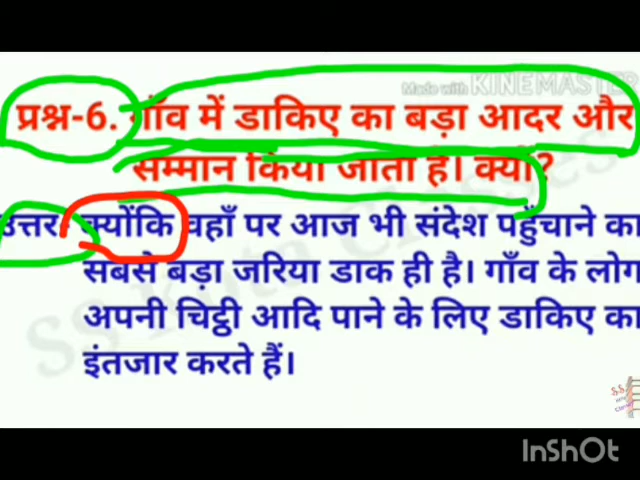 Made with KINEMASTER
प्रश्न-6. गाँव में डाकिए का बड़ा आदर और
सम्मान किया जाता है। क्यों?
उत्तर- क्योंकि वहाँ पर आज भी संदेश पहुँचाने का
सबसे बड़ा जरिया डाक ही है। गाँव के लोग
अपनी चिट्ठी आदि पाने के लिए डाकिए का
इंतजार करते हैं।
InShOt